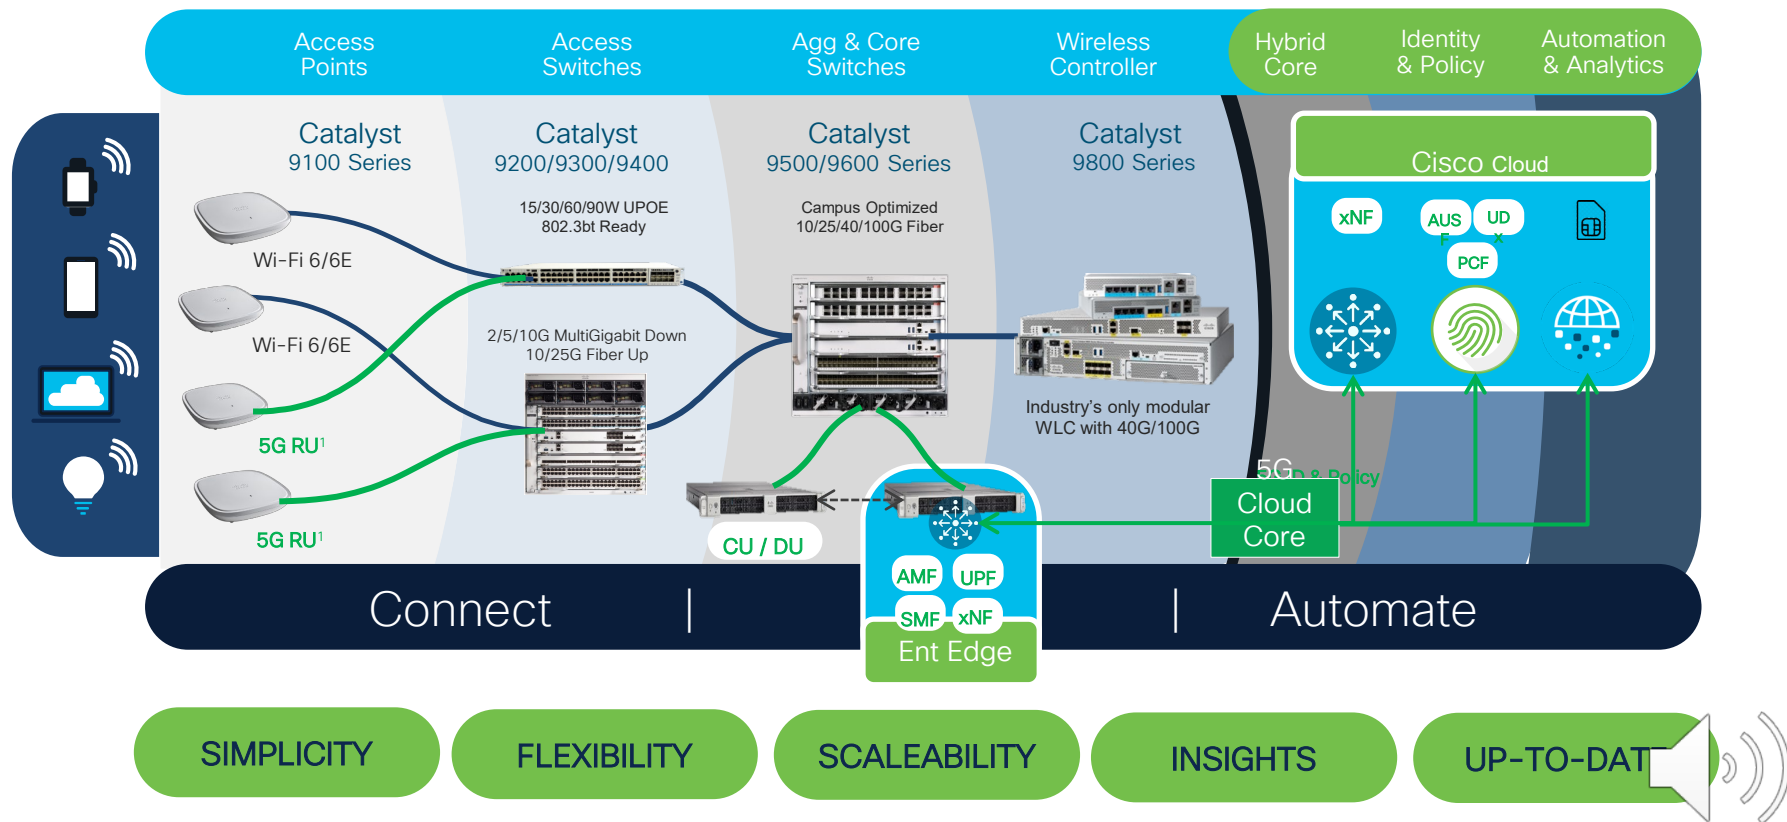 Access
Points
Access
Switches
Agg & Core
Switches
Wireless
Controller
Hybrid
Core
Identity
& Policy
Automation
& Analytics
Catalyst
9100 Series
Catalyst
9200/9300/9400
Catalyst
9500/9600 Series
Catalyst
9800 Series
Cisco Cloud
15/30/60/90W UPOE
802.3bt Ready
Campus Optimized
10/25/40/100G Fiber
xNF
AUS
F
UD
x
PCF
Wi-Fi 6/6E
Wi-Fi 6/6E
2/5/10G MultiGigabit Down
10/25G Fiber Up
Industry's only modular
WLC with 40G/100G
5G RU1
5G RU1
& Policy
5G
Cloud
Core
CU / DU
AMF
UPF
SMF
xNF
Ent Edge
Connect
|
|
Automate
SIMPLICITY
FLEXIBILITY
SCALEABILITY
INSIGHTS
UP-TO-DATE